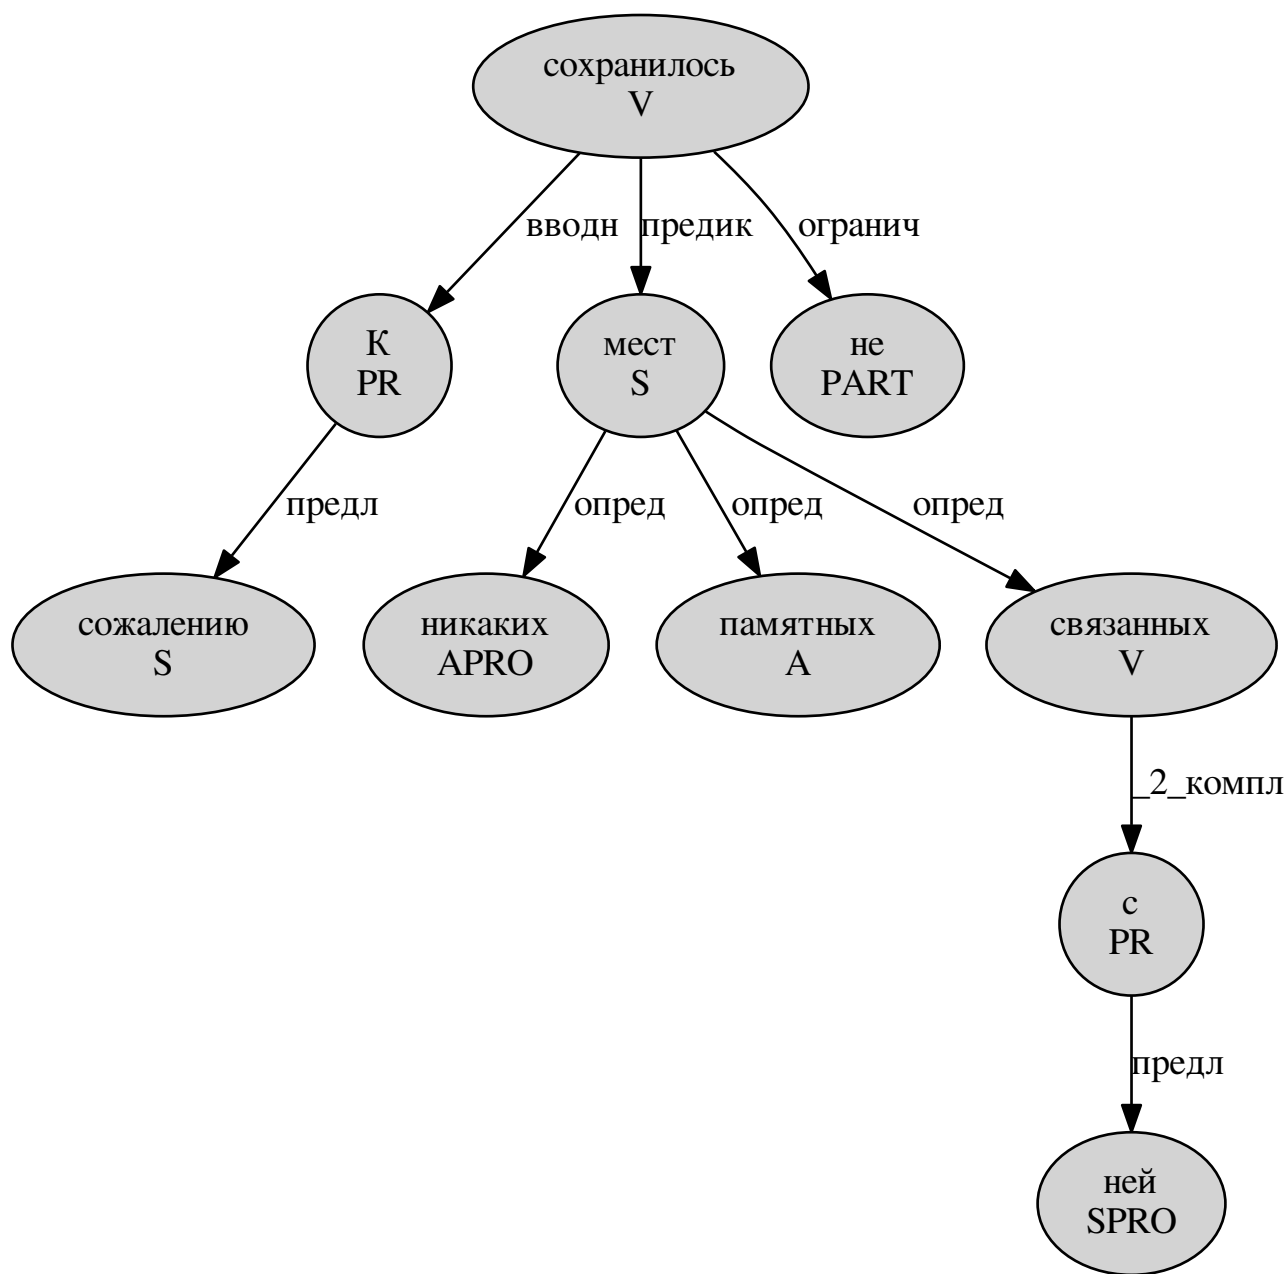 сохранилось
V
вводн
предик
огранич
К
PR
мест
S
не
PART
предл
опред
опред
опред
сожалению
S
никаких
APRO
памятных
A
связанных
V
_2_компл
с
PR
предл
ней
SPRO